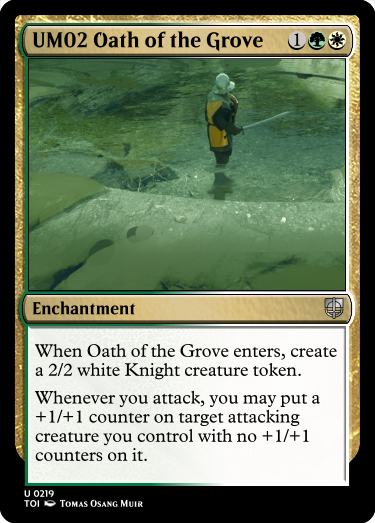 UM02 Oath of the Grove 1
Enchantment
When Oath of the Grove enters, create
a 2/2 white Knight creature token.
Whenever you attack, you may put a
+1/+1 counter on target attacking
creature you control with no +1/+1
counters on it.
U 0219
TOI Tomas Osang Muir